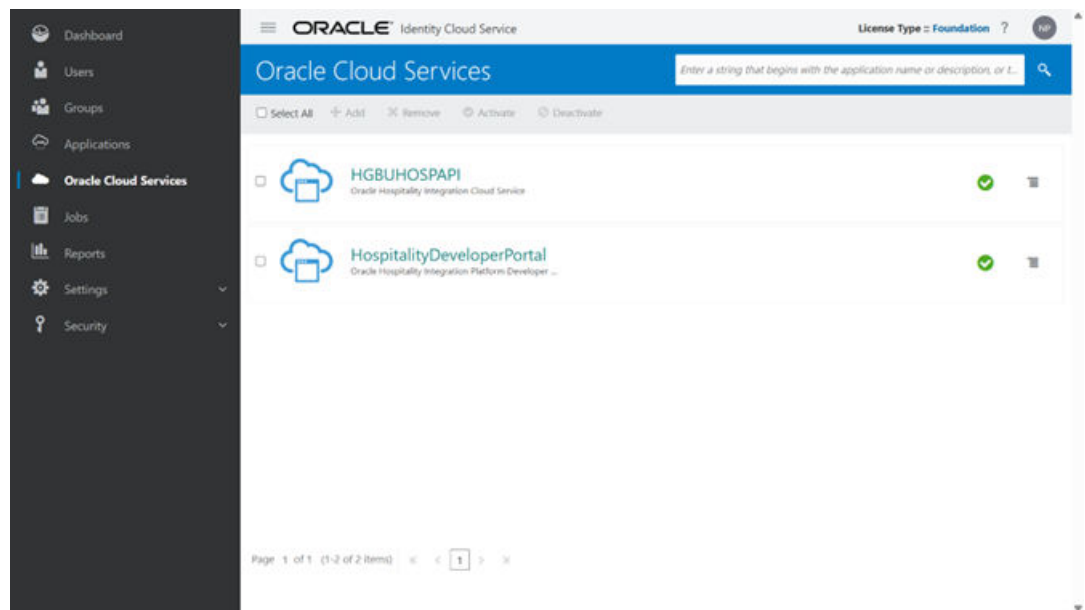 Dashboard
Users
Groups
Applications
Oracle Cloud Services
Jobs
Reports
Settings
Security
ORACLE® Identity Cloud Service
License Type :: Foundation ? NP
Oracle Cloud Services
Enter a string that begins with the application name or description, or t...
Select All + Add Remove Activate Deactivate
HGBUHOSPAPI
Oracle Hospitality Integration Cloud Service
HospitalityDeveloperPortal
Oracle Hospitality Integration Platform Developer ...
Page 1 of 1 (1-2 of 2 items) 1